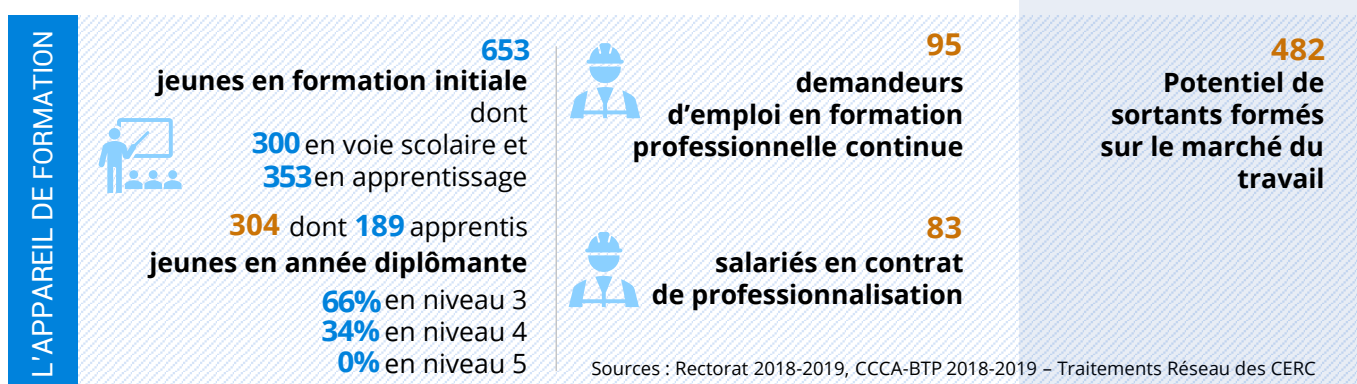 L'APPAREIL DE FORMATION
653
jeunes en formation initiale
dont
300 en voie scolaire et
353 en apprentissage
304 dont 189 apprentis
jeunes en année diplômante
66% en niveau 3
34% en niveau 4
0% en niveau 5
95
demandeurs
d'emploi en formation
professionnelle continue
83
salariés en contrat
de professionnalisation
482
Potentiel de
sortants formés
sur le marché du
travail
Sources : Rectorat 2018-2019, CCCA-BTP 2018-2019 – Traitements Réseau des CERC